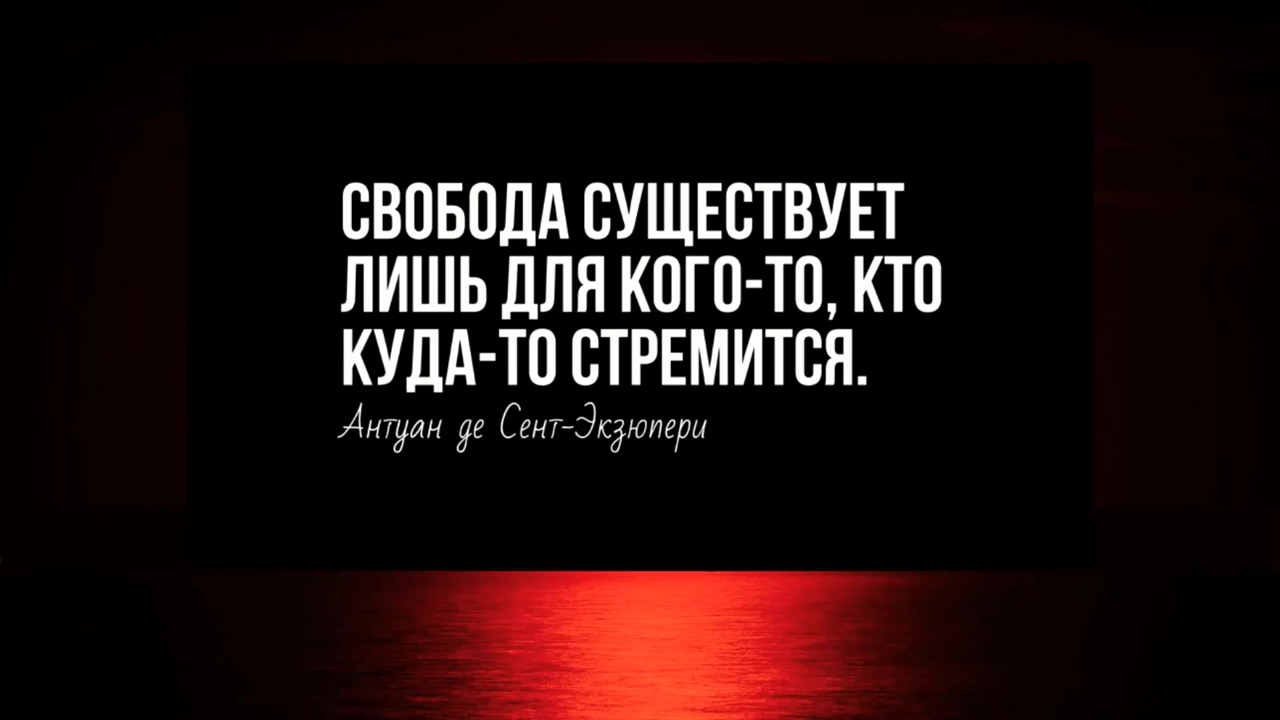 СВОБОДА СУЩЕСТВУЕТ
ЛИШЬ ДЛЯ КОГО-ТО, КТО
КУДА-ТО СТРЕМИТСЯ.
Антуан де Сент-Экзюпери